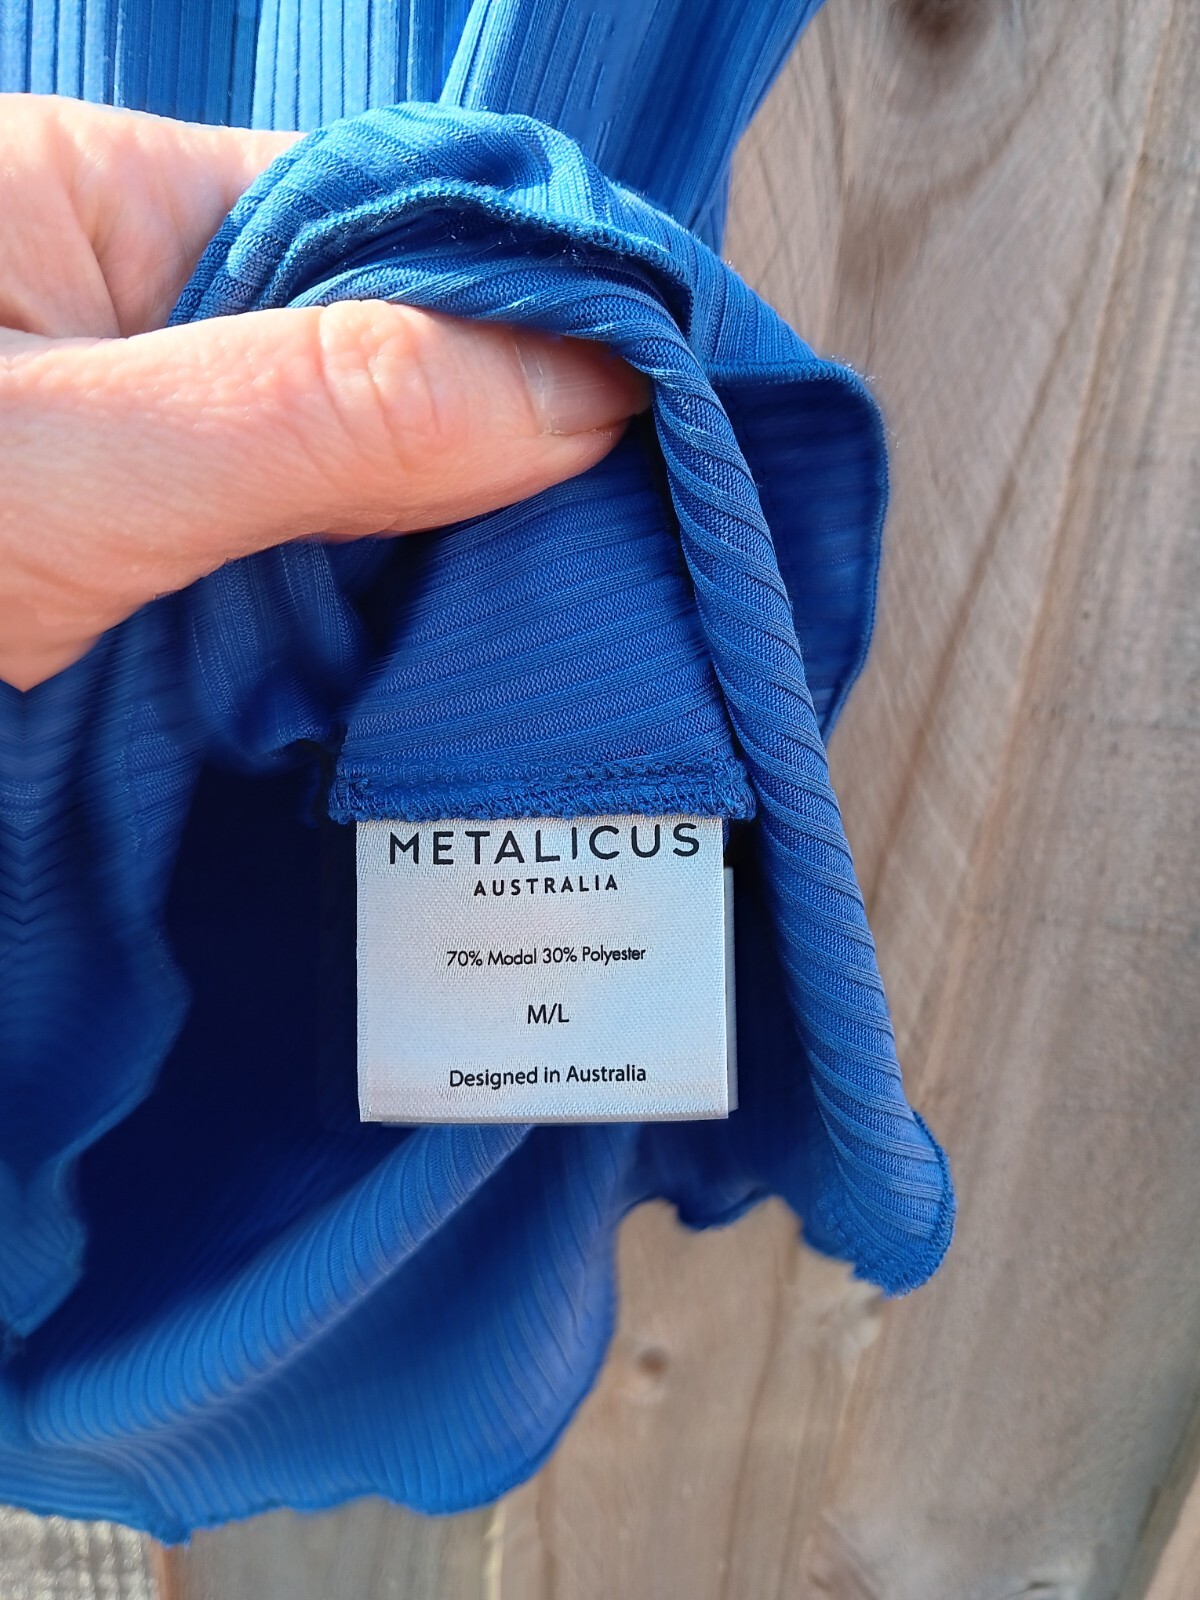 METALICUS
AUSTRALIA
70% Modal 30% Polyester
M/L
Designed in Australia